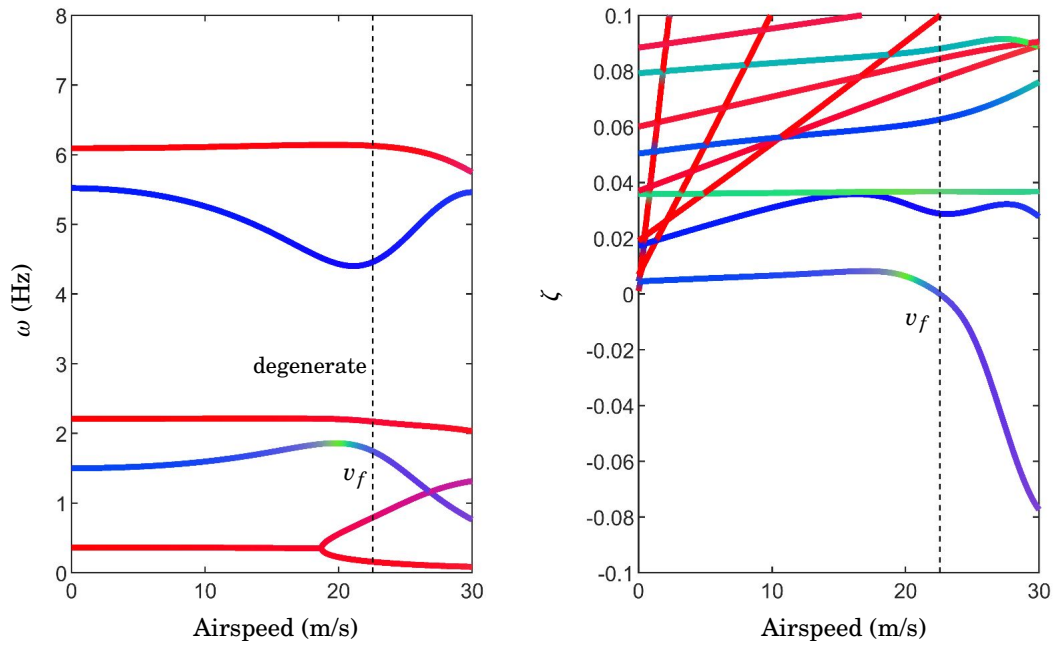 8
7
6
5
4
3
2
1
0
ω (Hz)
degenerate
v_f
0 10 20 30
Airspeed (m/s)
0.1
0.08
0.06
0.04
0.02
0
-0.02
-0.04
-0.06
-0.08
-0.1
ζ
v_f
0 10 20 30
Airspeed (m/s)